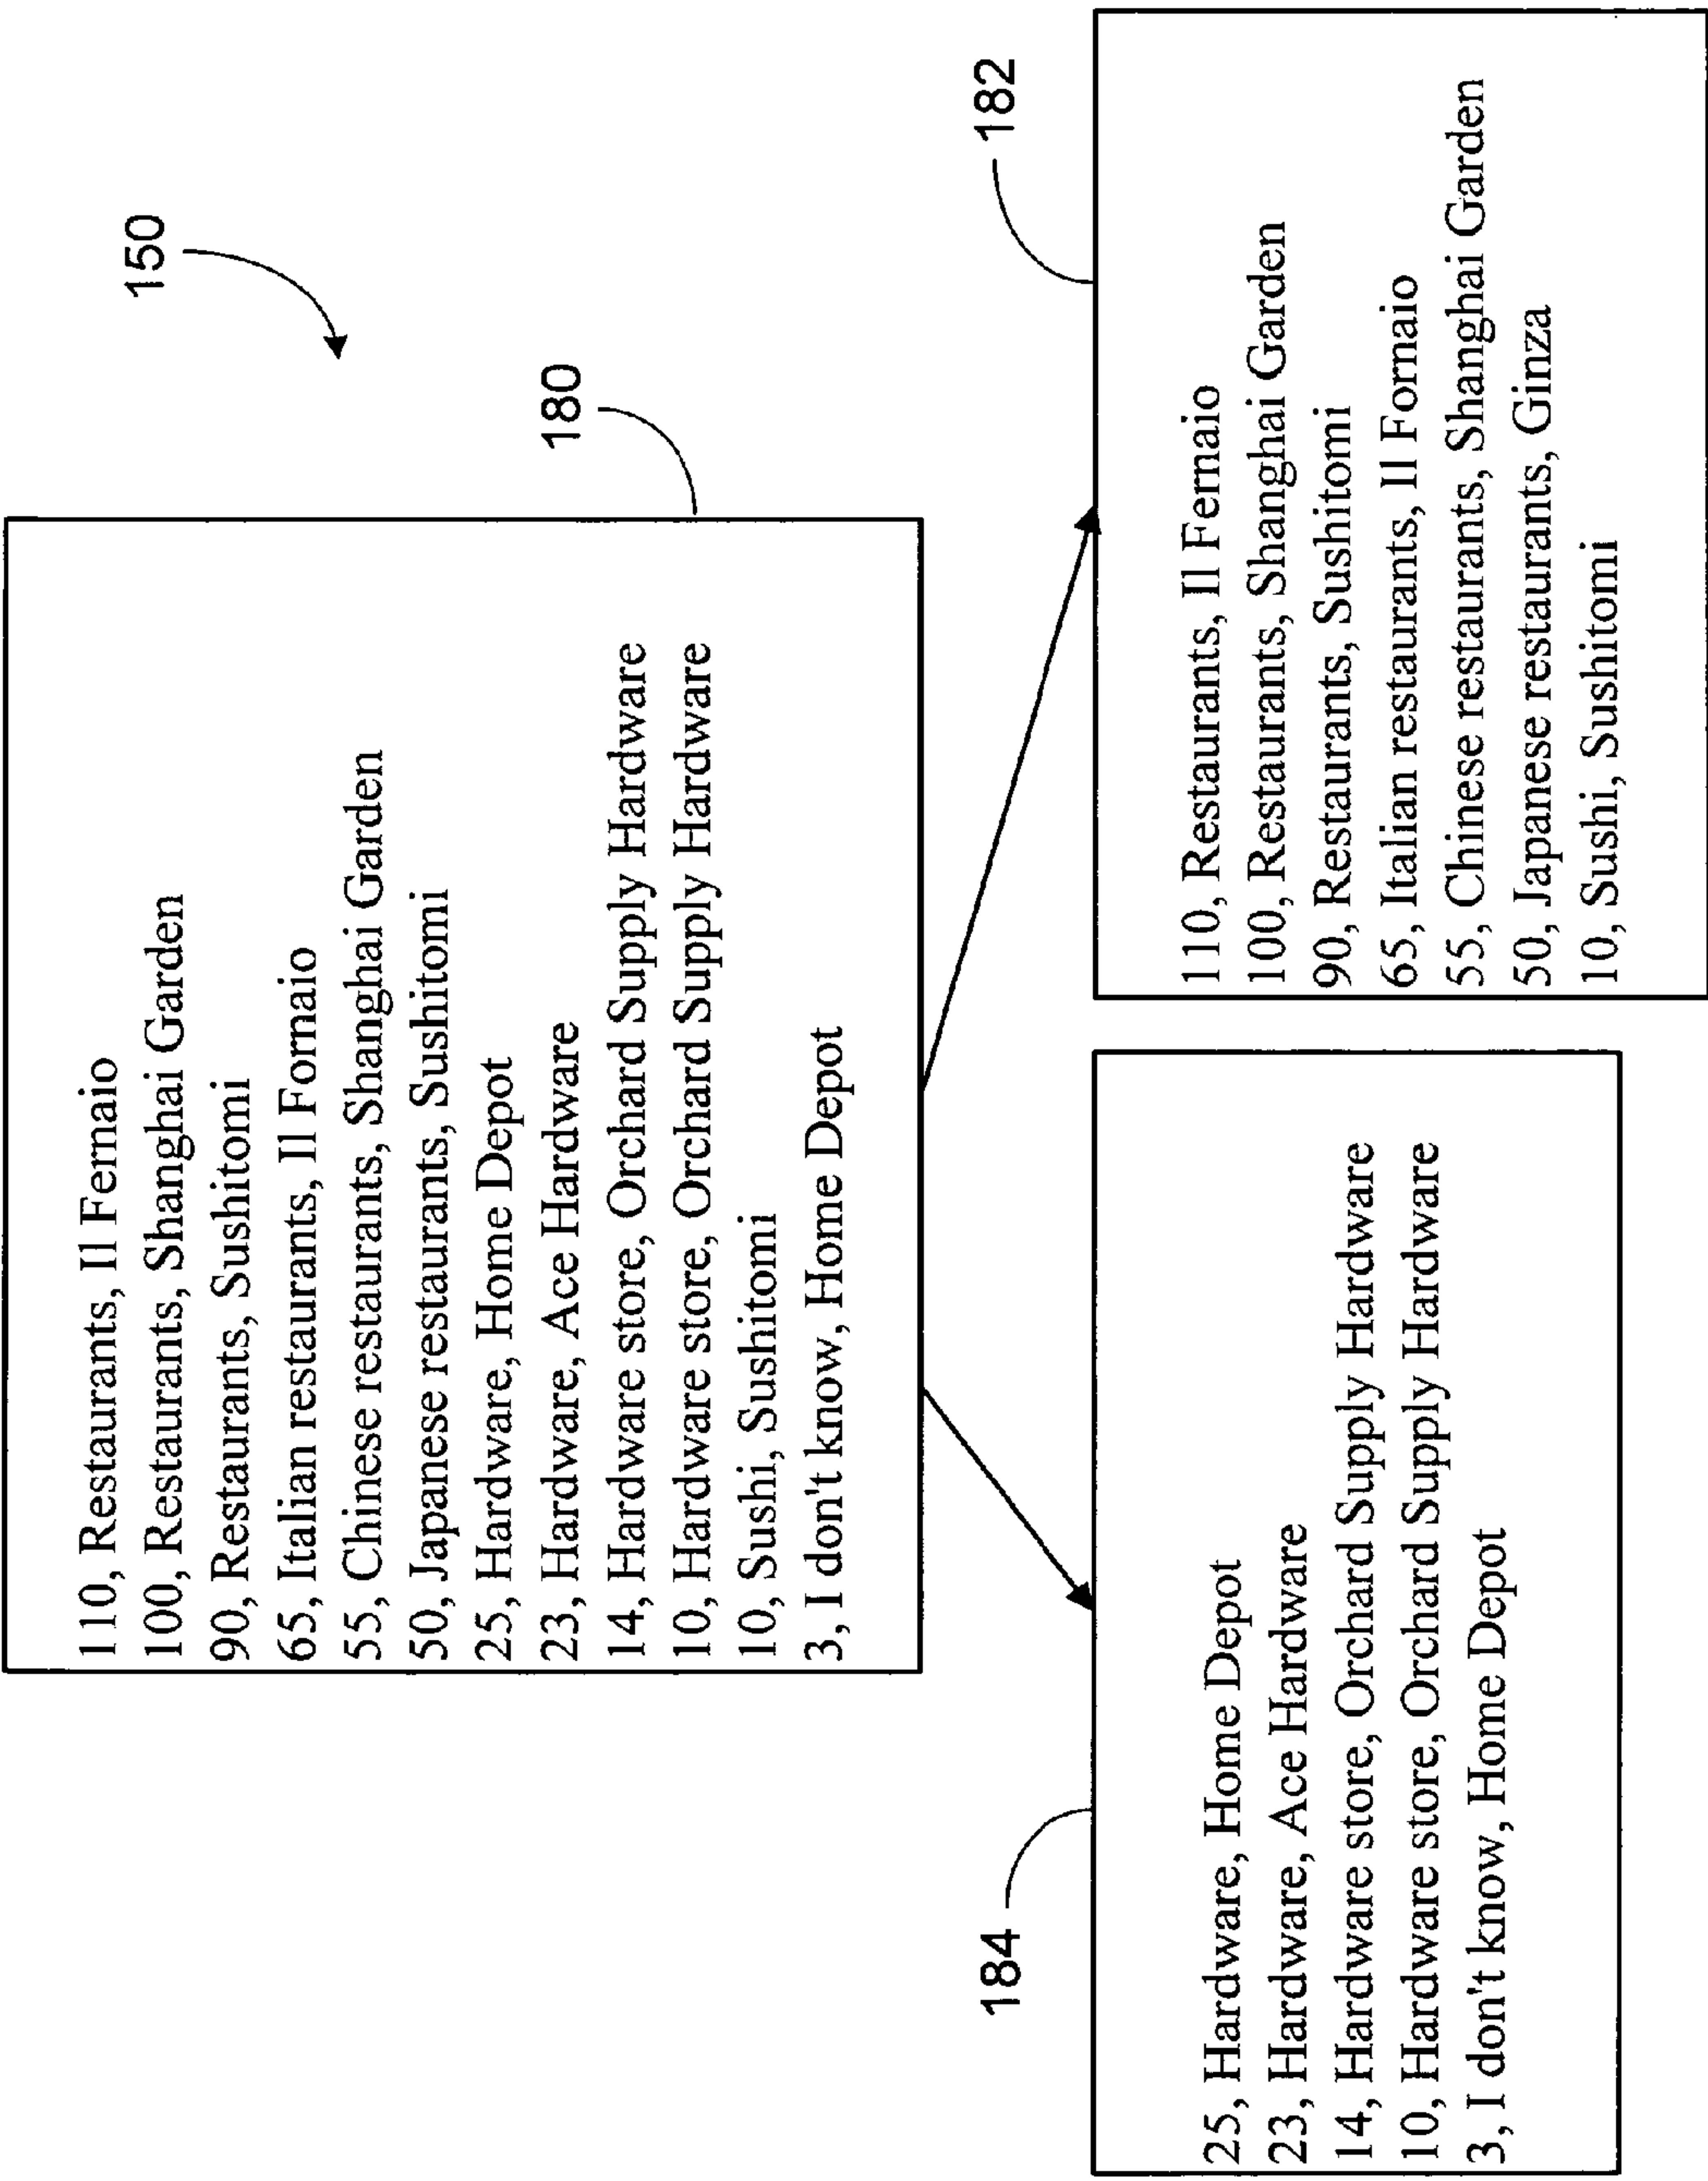 150
180
110, Restaurants, Il Fernaio
100, Restaurants, Shanghai Garden
90, Restaurants, Sushitomi
65, Italian restaurants, Il Fornaio
55, Chinese restaurants, Shanghai Garden
50, Japanese restaurants, Sushitomi
25, Hardware, Home Depot
23, Hardware, Ace Hardware
14, Hardware store, Orchard Supply Hardware
10, Hardware store, Orchard Supply Hardware
10, Sushi, Sushitomi
3, I don't know, Home Depot
184
25, Hardware, Home Depot
23, Hardware, Ace Hardware
14, Hardware store, Orchard Supply Hardware
10, Hardware store, Orchard Supply Hardware
3, I don't know, Home Depot
182
110, Restaurants, Il Fernaio
100, Restaurants, Shanghai Garden
90, Restaurants, Sushitomi
65, Italian restaurants, Il Fornaio
55, Chinese restaurants, Shanghai Garden
50, Japanese restaurants, Ginza
10, Sushi, Sushitomi